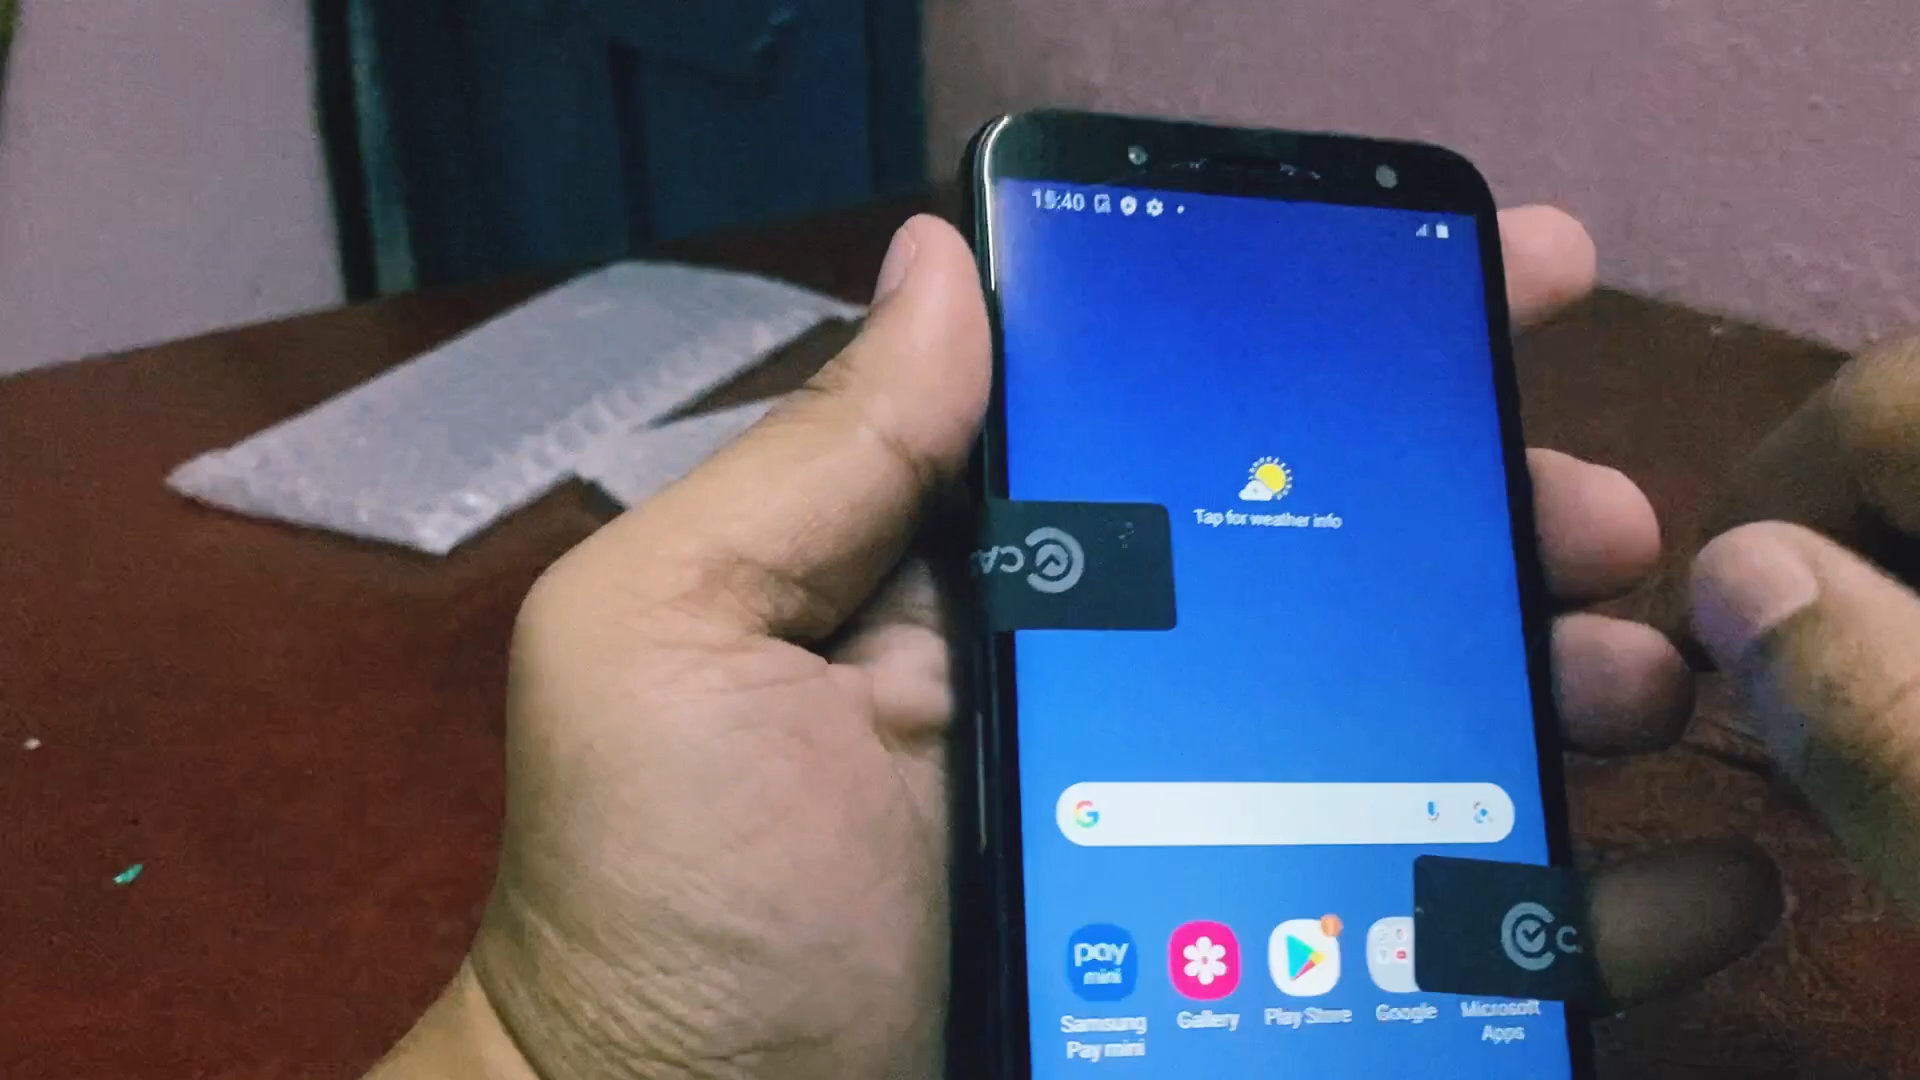 15:40
Tap for weather info
pay
mini
Samsung
Pay mini
Gallery
Play Store
Google
Microsoft
Apps